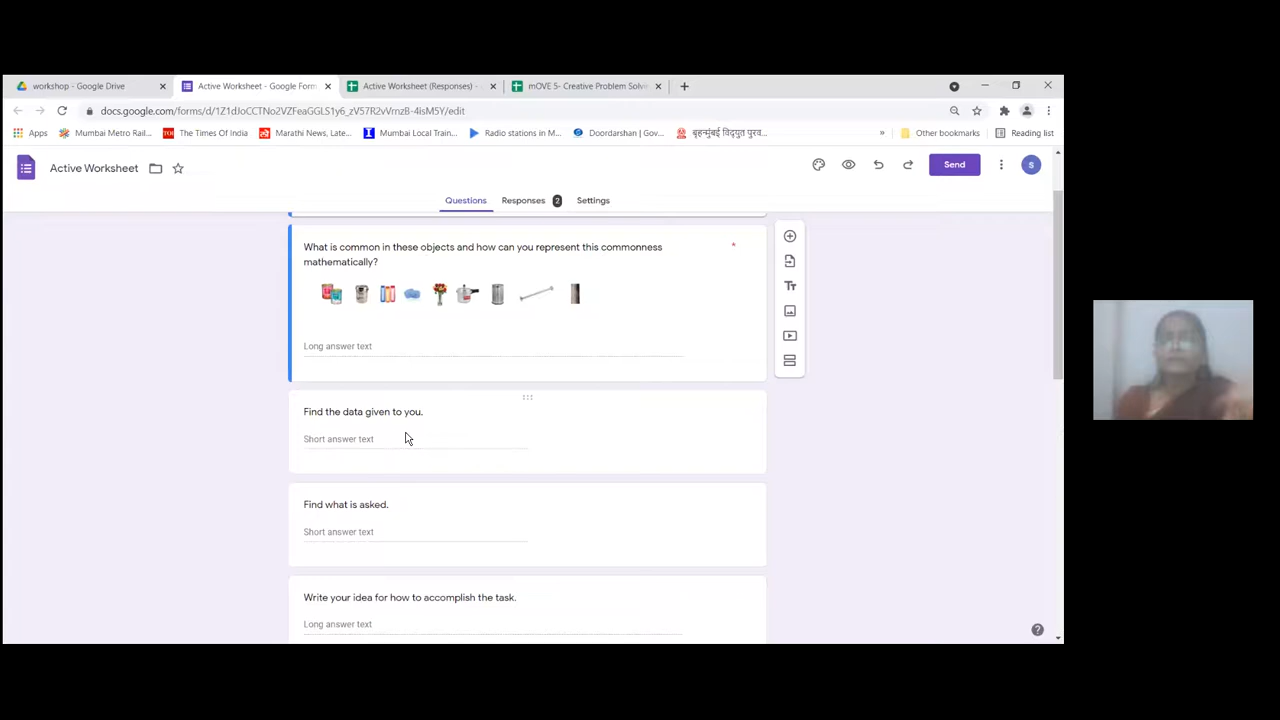 workshop - Google Drive
Active Worksheet - Google Form
Active Worksheet (Responses) -
mOVE 5- Creative Problem Solv
docs.google.com/forms/d/1Z1dJoCCTNo2VZFeaGGLS1y6_zV57R2vVmzB-4isM5Y/edit
Apps
Mumbai Metro Rail...
The Times Of India
Marathi News, Late...
Mumbai Local Train...
Radio stations in M...
Doordarshan | Gov...
बृहन्मुंबई विद्युत पुरव...
»
Other bookmarks
Reading list
Active Worksheet
Send
S
Questions
Responses 2
Settings
What is common in these objects and how can you represent this commonness *
mathematically?
Long answer text
Find the data given to you.
Short answer text
Find what is asked.
Short answer text
Write your idea for how to accomplish the task.
Long answer text